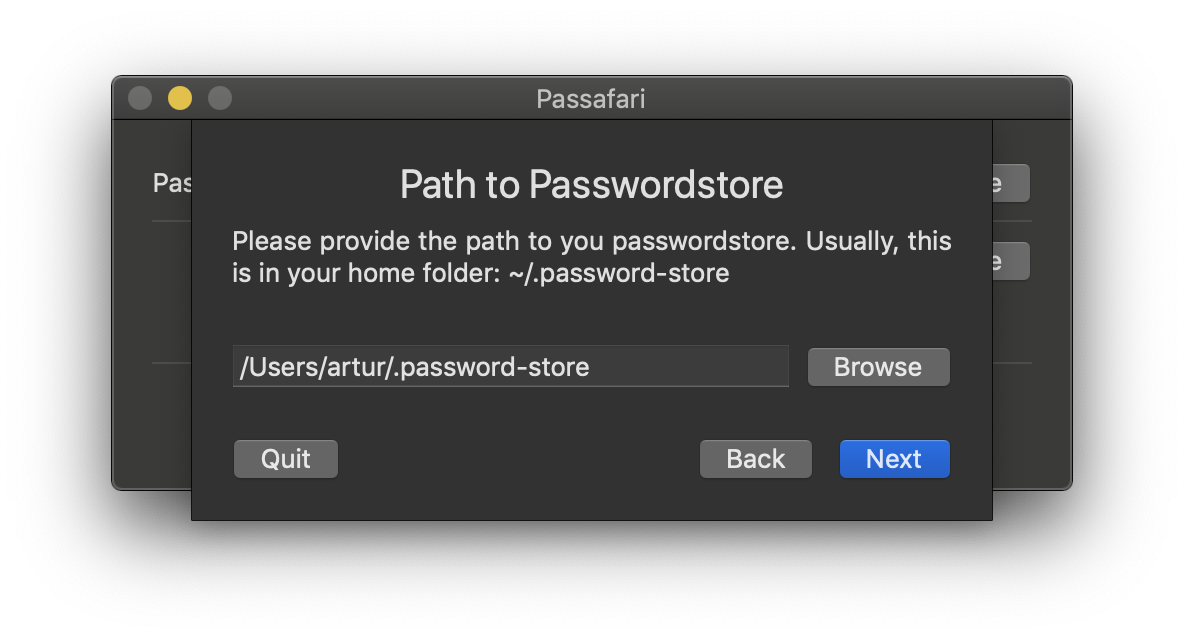 Passafari
Path to Passwordstore
Please provide the path to you passwordstore. Usually, this
is in your home folder: ~/.password-store
/Users/artur/.password-store
Browse
Quit
Back
Next